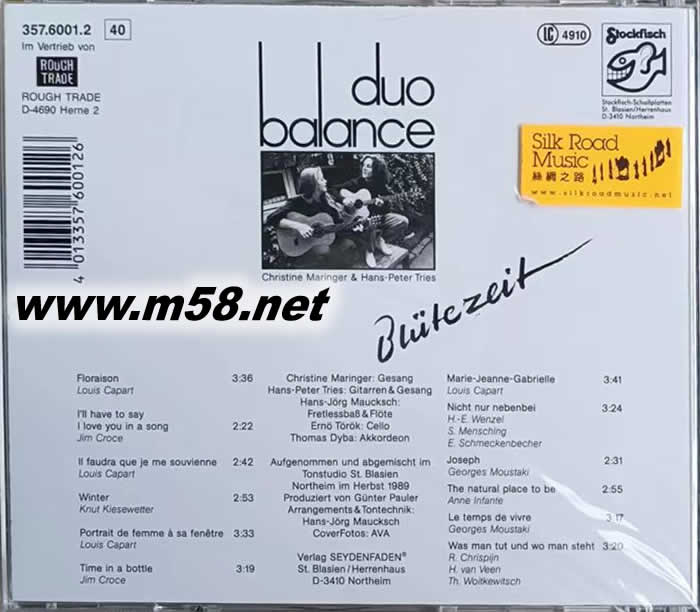 357.6001.2 40
Im Vertrieb von
ROUGH
TRADE
ROUGH TRADE
D-4690 Herne 2
4 013357 600126
duo
balance
Christine Maringer & Hans-Peter Tries
LC 4910
Stockfisch
Stockfisch-Schallplatten
St. Blasien/Herrenhaus
D-3410 Northeim
Silk Road
Music
絲綢之路
www.silkroadmusic.net
www.m58.net
Blütezeit
Floraison 3:36
Louis Capart
I'll have to say
I love you in a song 2:22
Jim Croce
Il faudra que je me souvienne 2:42
Louis Capart
Winter 2:53
Knut Kiesewetter
Portrait de femme à sa fenêtre 3:33
Louis Capart
Time in a bottle 3:19
Jim Croce
Christine Maringer: Gesang
Hans-Peter Tries: Gitarren & Gesang
Hans-Jörg Maucksch:
Fretlessbaß & Flöte
Ernö Török: Cello
Thomas Dyba: Akkordeon
Aufgenommen und abgemischt im
Tonstudio St. Blasien
Northeim im Herbst 1989
Produziert von Günter Pauler
Arrangements & Tontechnik:
Hans-Jörg Maucksch
CoverFotos: AVA
Verlag SEYDENFADEN®
St. Blasien/Herrenhaus
D-3410 Northeim
Marie-Jeanne-Gabrielle 3:41
Louis Capart
Nicht nur nebenbei 3:24
H.-E. Wenzel
S. Mensching
E. Schmeckenbecher
Joseph 2:31
Georges Moustaki
The natural place to be 2:55
Anne Infante
Le temps de vivre 3:17
Georges Moustaki
Was man tut und wo man steht 3:20
R. Chrispijn
H. van Veen
Th. Woitkewitsch